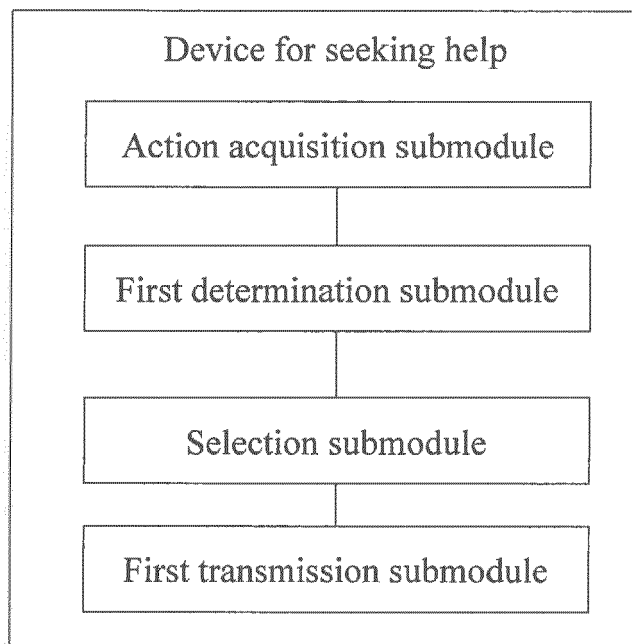 Device for seeking help
Action acquisition submodule
First determination submodule
Selection submodule
First transmission submodule